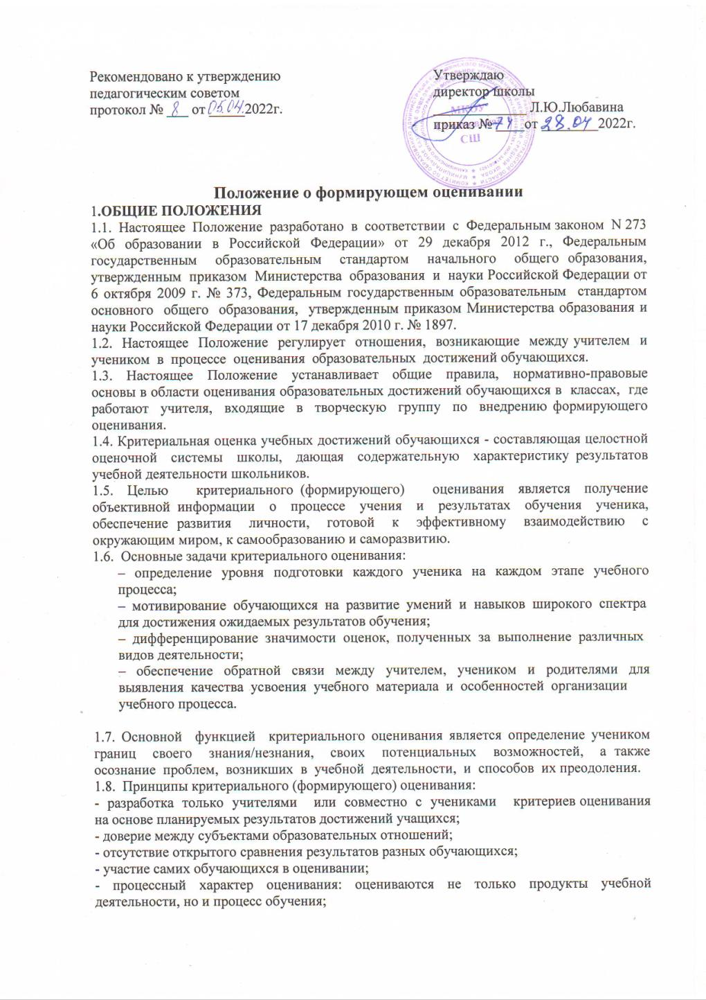 Рекомендовано к утверждению
педагогическим советом
протокол № 8 от 05.04.2022г.
Утверждаю
директор школы
МКОУ
Л.Ю.Любавина
приказ № 74 от 28.04 2022г.
СШ
Положение о формирующем оценивании
1.ОБЩИЕ ПОЛОЖЕНИЯ
1.1. Настоящее Положение разработано в соответствии с Федеральным законом N 273
«Об образовании в Российской Федерации» от 29 декабря 2012 г., Федеральным
государственным образовательным стандартом начального общего образования,
утвержденным приказом Министерства образования и науки Российской Федерации от
6 октября 2009 г. № 373, Федеральным государственным образовательным стандартом
основного общего образования, утвержденным приказом Министерства образования и
науки Российской Федерации от 17 декабря 2010 г. № 1897.
1.2. Настоящее Положение регулирует отношения, возникающие между учителем и
учеником в процессе оценивания образовательных достижений обучающихся.
1.3. Настоящее Положение устанавливает общие правила, нормативно-правовые
основы в области оценивания образовательных достижений обучающихся в классах, где
работают учителя, входящие в творческую группу по внедрению формирующего
оценивания.
1.4. Критериальная оценка учебных достижений обучающихся - составляющая целостной
оценочной системы школы, дающая содержательную характеристику результатов
учебной деятельности школьников.
1.5. Целью критериального (формирующего) оценивания является получение
объективной информации о процессе учения и результатах обучения ученика,
обеспечение развития личности, готовой к эффективному взаимодействию с
окружающим миром, к самообразованию и саморазвитию.
1.6. Основные задачи критериального оценивания:
– определение уровня подготовки каждого ученика на каждом этапе учебного
процесса;
– мотивирование обучающихся на развитие умений и навыков широкого спектра
для достижения ожидаемых результатов обучения;
– дифференцирование значимости оценок, полученных за выполнение различных
видов деятельности;
– обеспечение обратной связи между учителем, учеником и родителями для
выявления качества усвоения учебного материала и особенностей организации
учебного процесса.
1.7. Основной функцией критериального оценивания является определение учеником
границ своего знания/незнания, своих потенциальных возможностей, а также
осознание проблем, возникших в учебной деятельности, и способов их преодоления.
1.8. Принципы критериального (формирующего) оценивания:
- разработка только учителями или совместно с учениками критериев оценивания
на основе планируемых результатов достижений учащихся;
- доверие между субъектами образовательных отношений;
- отсутствие открытого сравнения результатов разных обучающихся;
- участие самих обучающихся в оценивании;
- процессный характер оценивания: оцениваются не только продукты учебной
деятельности, но и процесс обучения;